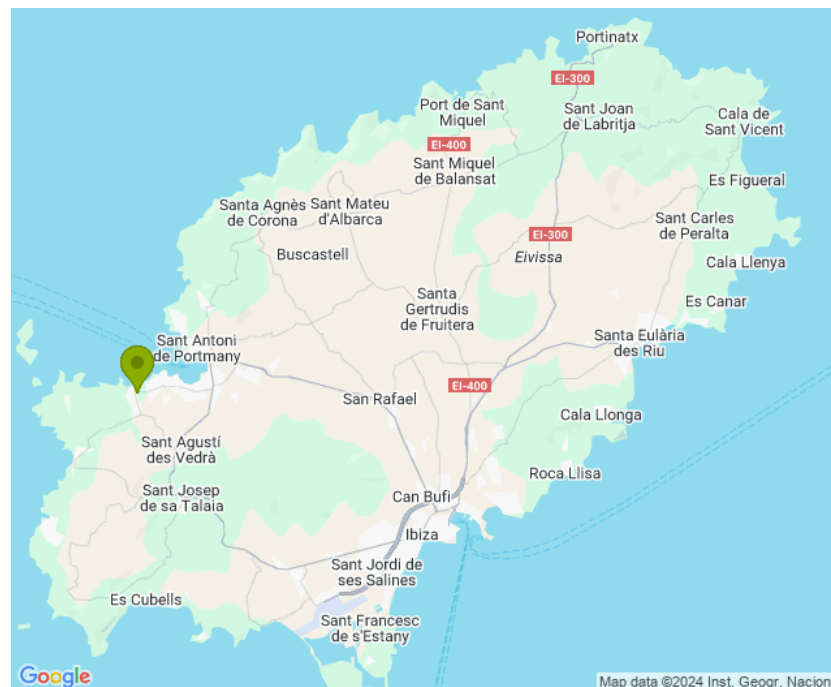 Portinatx
EI-300
Port de Sant
Miquel
Sant Joan
de Labritja
Cala de
Sant Vicent
EI-400
Sant Miquel
de Balansat
Es Figueral
Santa Agnès
de Corona
Sant Mateu
d'Albarca
Sant Carles
de Peralta
EI-300
Buscastell
Eivissa
Cala Llenya
Santa
Gertrudis
de Fruitera
Es Canar
Sant Antoni
de Portmany
Santa Eulària
des Riu
EI-400
San Rafael
Cala Llonga
Sant Agustí
des Vedrà
Roca Llisa
Sant Josep
de sa Talaia
Can Bufi
Ibiza
Sant Jordi de
ses Salines
Es Cubells
Sant Francesc
de s'Estany
Google
Map data ©2024 Inst. Geogr. Nacion